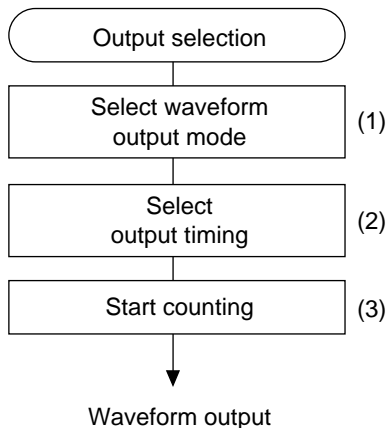 Output selection
Select waveform
output mode
(1)
Select
output timing
(2)
Start counting
(3)
Waveform output